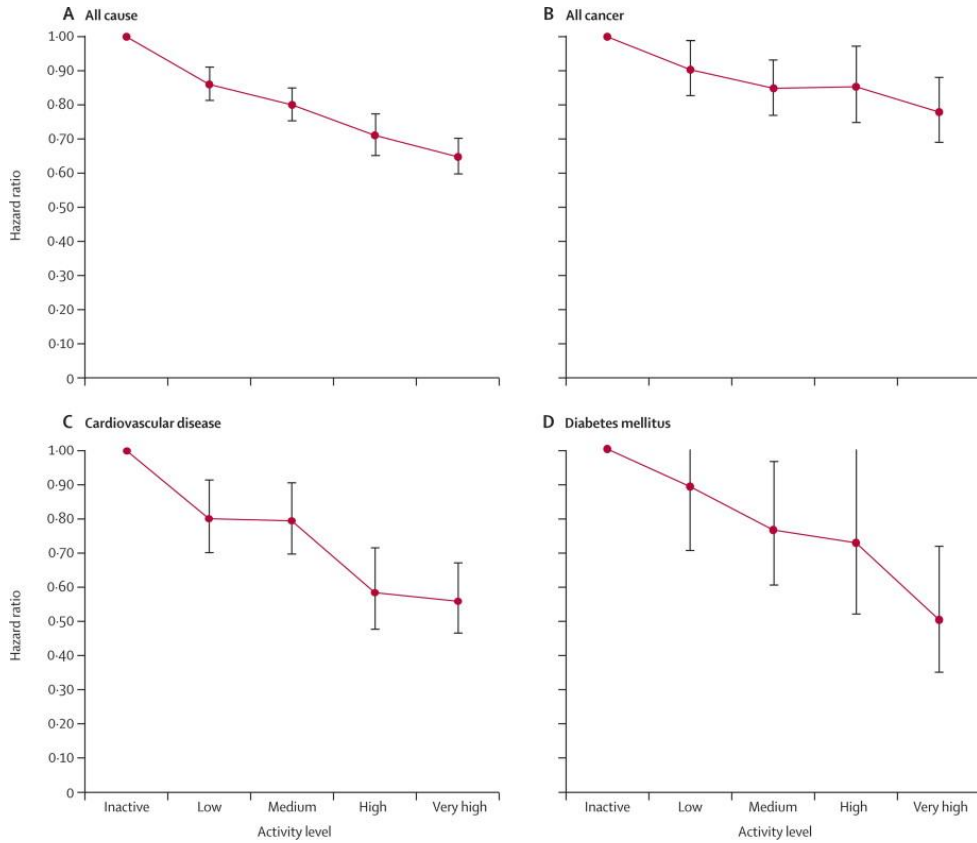 A All cause
B All cancer
1·00
0·90
0·80
0·70
0·60
0·50
0·40
0·30
0·20
0·10
0
Hazard ratio
C Cardiovascular disease
D Diabetes mellitus
1·00
0·90
0·80
0·70
0·60
0·50
0·40
0·30
0·20
0·10
0
Hazard ratio
Inactive Low Medium High Very high
Activity level
Inactive Low Medium High Very high
Activity level